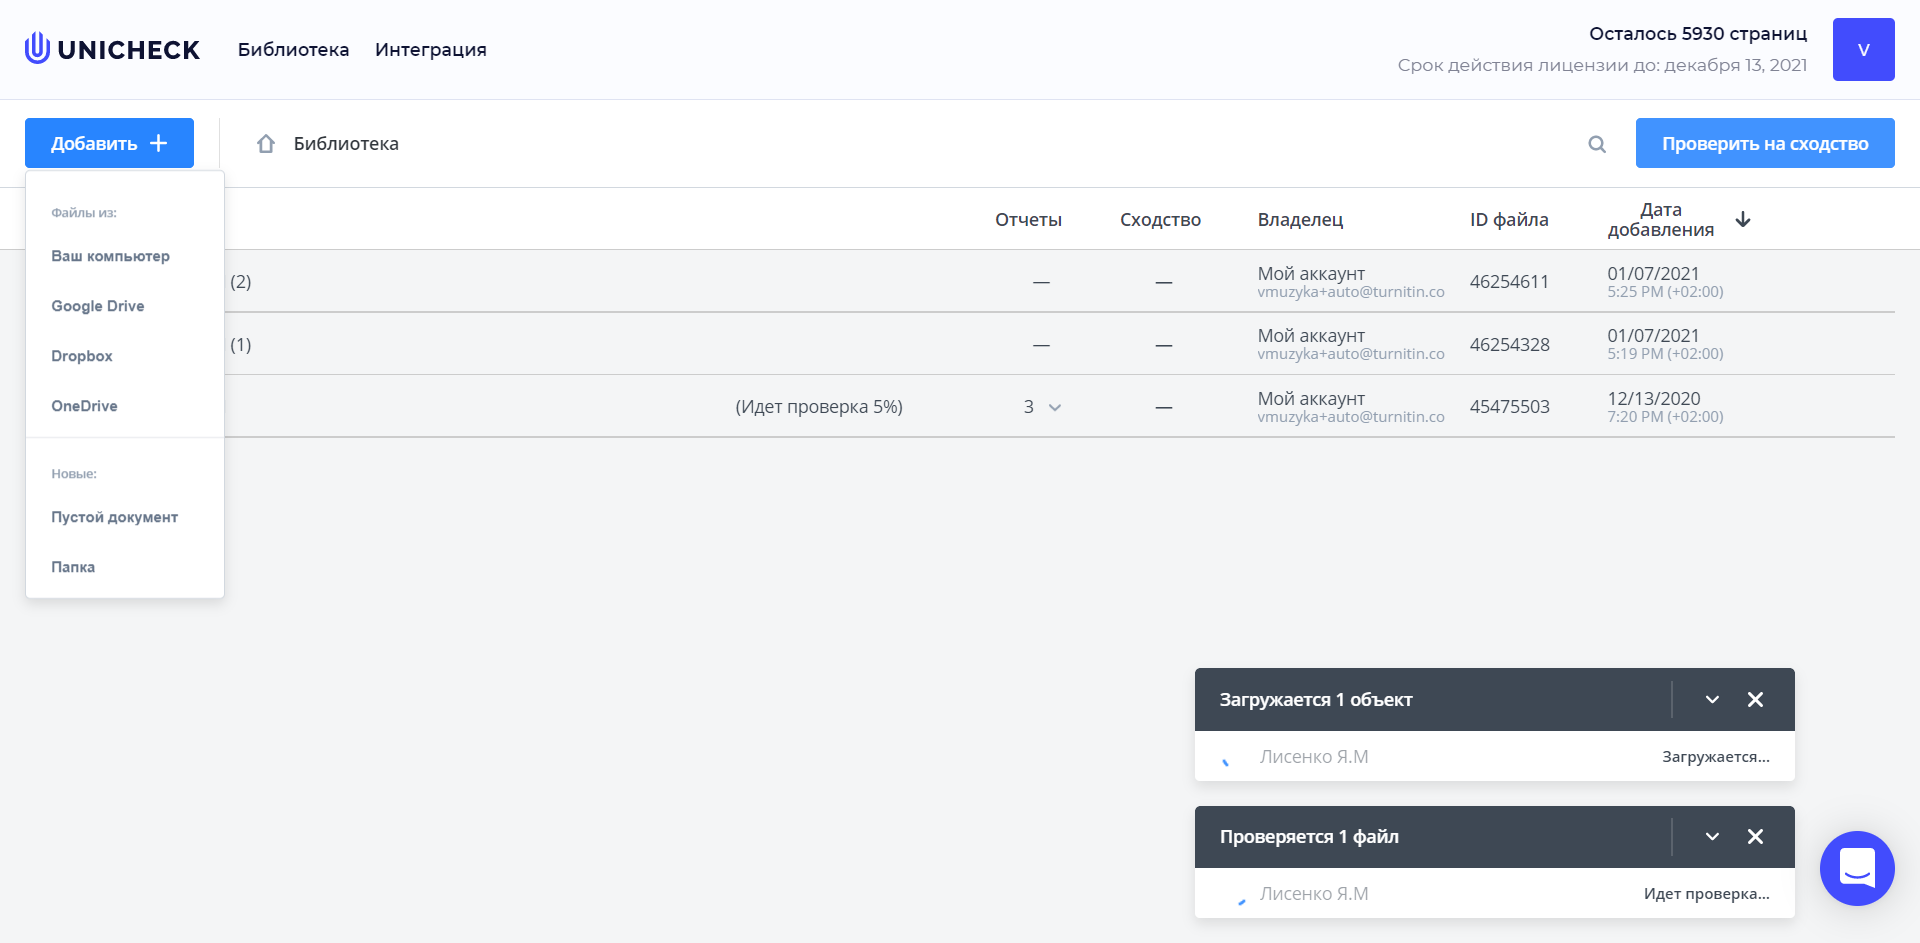 UNICHECK
Библиотека
Интеграция
Осталось 5930 страниц
Срок действия лицензии до: декабря 13, 2021
V
Добавить
Библиотека
Проверить на сходство
Файлы из:
Ваш компьютер
Google Drive
Dropbox
OneDrive
Новые:
Пустой документ
Папка
Отчеты
Сходство
Владелец
ID файла
Дата
добавления
(2)
—
—
Мой аккаунт
vmuzyka+auto@turnitin.co
46254611
01/07/2021
5:25 PM (+02:00)
(1)
—
—
Мой аккаунт
vmuzyka+auto@turnitin.co
46254328
01/07/2021
5:19 PM (+02:00)
(Идет проверка 5%)
3
—
Мой аккаунт
vmuzyka+auto@turnitin.co
45475503
12/13/2020
7:20 PM (+02:00)
Загружается 1 объект
Лисенко Я.М
Загружается...
Проверяется 1 файл
Лисенко Я.М
Идет проверка...